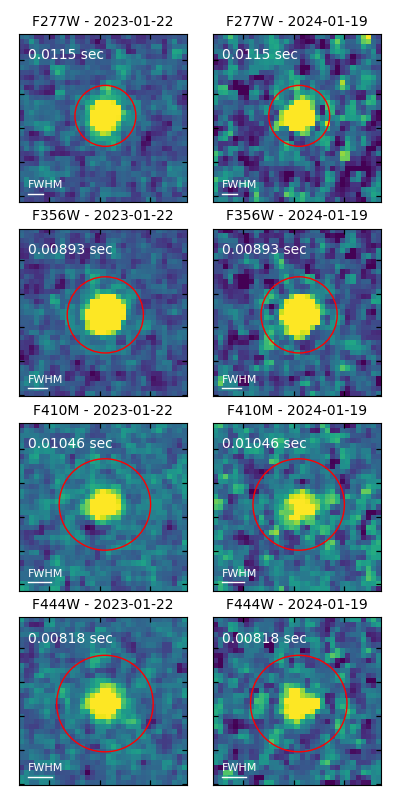 F277W - 2023-01-22
F277W - 2024-01-19
0.0115 sec
0.0115 sec
FWHM
FWHM
F356W - 2023-01-22
F356W - 2024-01-19
0.00893 sec
0.00893 sec
FWHM
FWHM
F410M - 2023-01-22
F410M - 2024-01-19
0.01046 sec
0.01046 sec
FWHM
FWHM
F444W - 2023-01-22
F444W - 2024-01-19
0.00818 sec
0.00818 sec
FWHM
FWHM